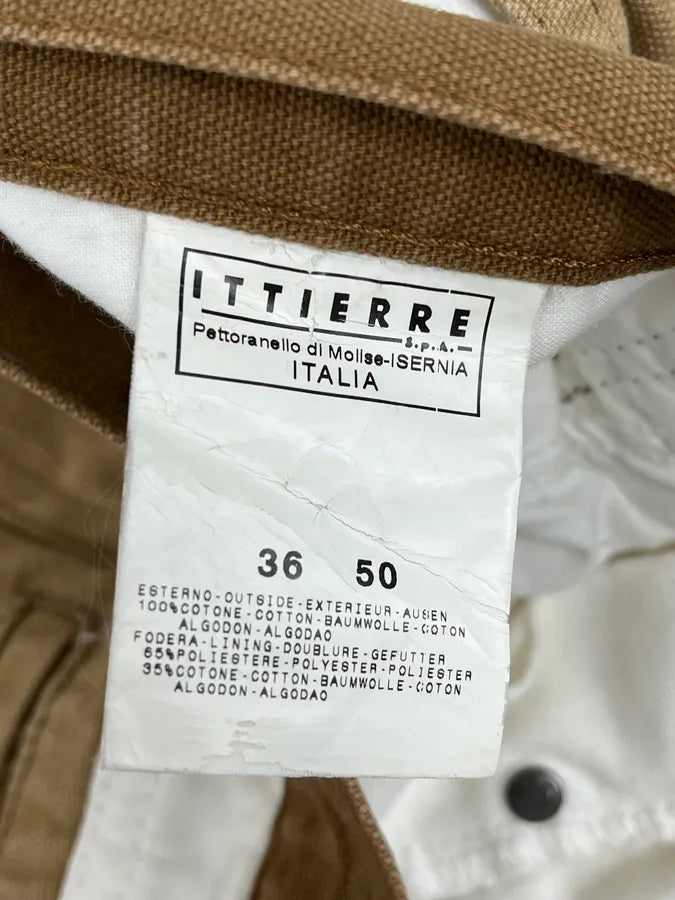 ITTIERRE
S.p.A.
Pettoranello di Molise-ISERNIA
ITALIA
36 50
ESTERNO-OUTSIDE-EXTERIEUR-AUSEN
100%COTONE-COTTON-BAUMWOLLE-COTON
ALGODON-ALGODAO
FODERA-LINING-DOUBLURE-GEFUTTER
65%POLIESTERE-POLYESTER-POLIESTER
35%COTONE-COTTON-BAUMWOLLE-COTON
ALGODON-ALGODAO